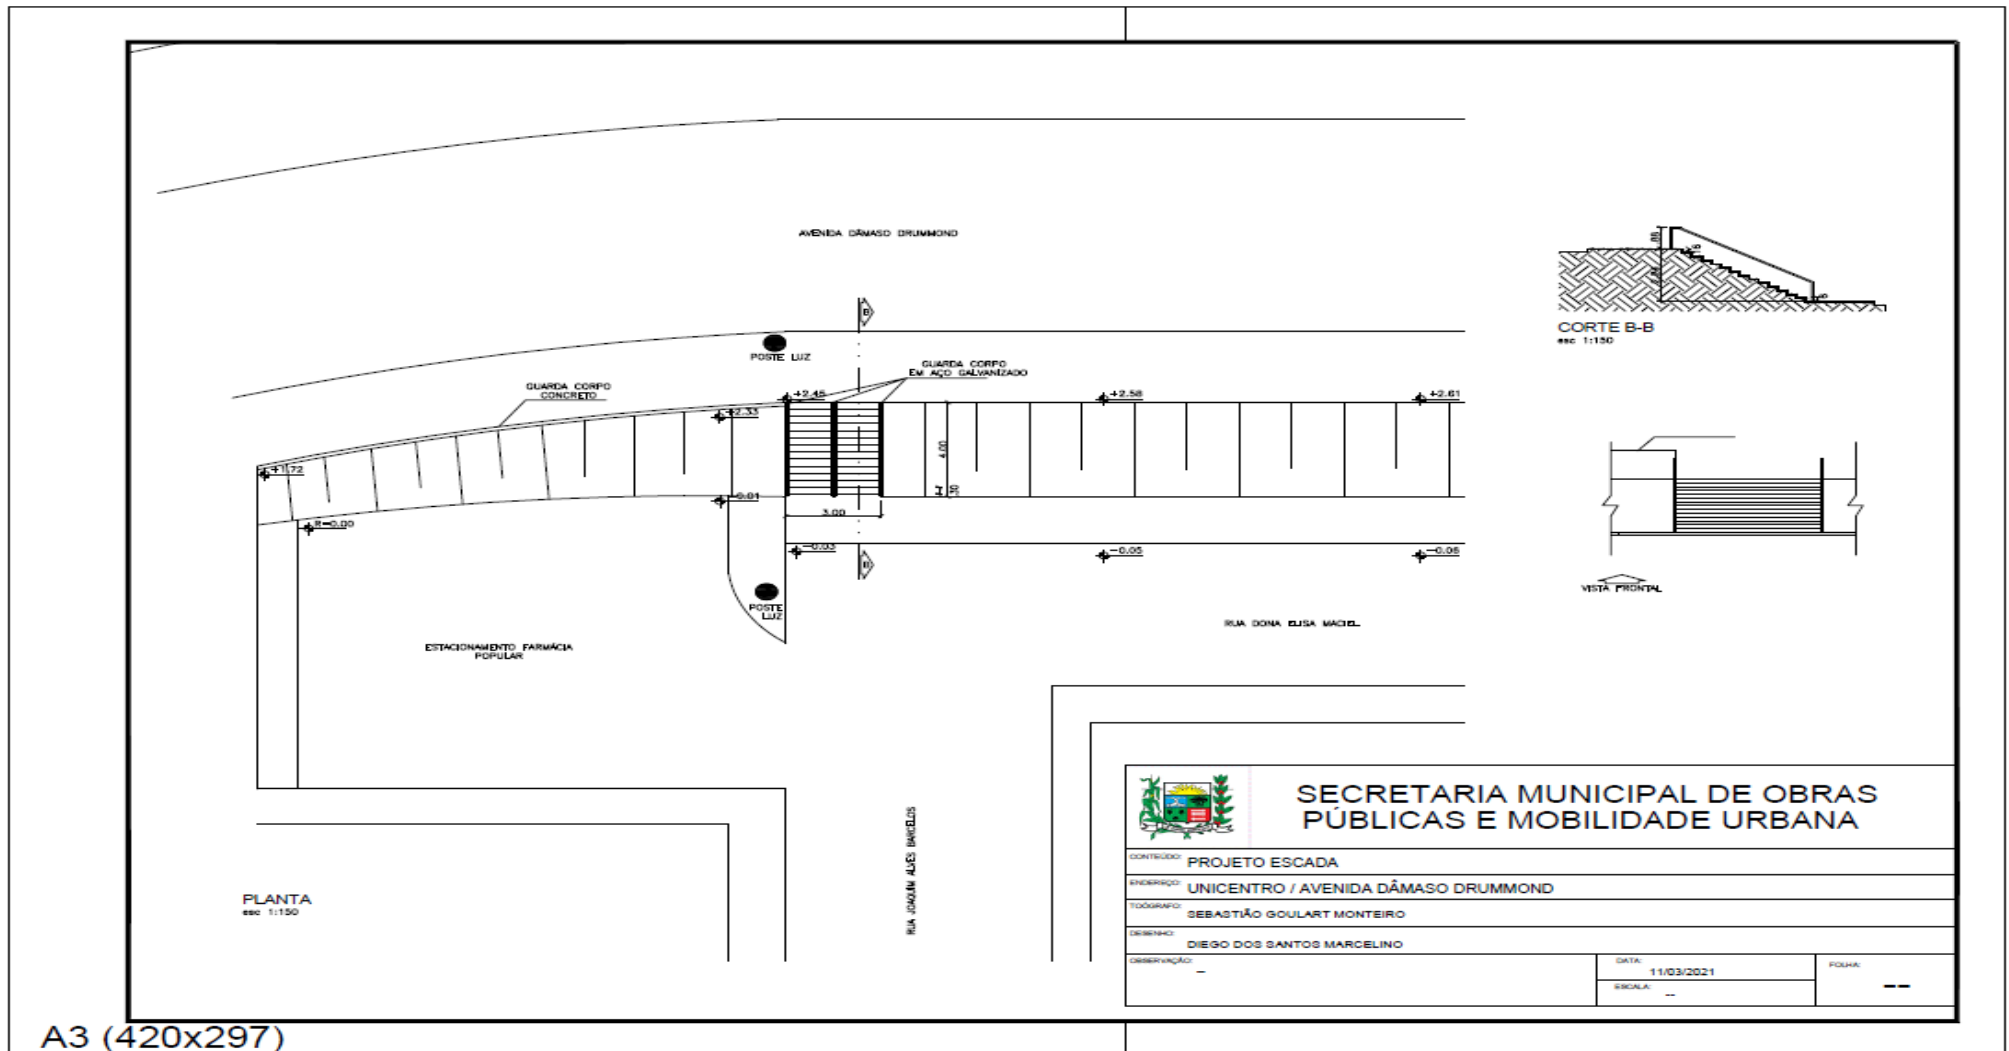 AVENIDA DÂMASO DRUMMOND
B
POSTE LUZ
GUARDA CORPO
EM AÇO GALVANIZADO
GUARDA CORPO
CONCRETO
+2.45
+2.58
+2.61
+2.33
+1.72
4.00
.30
-0.01
3.00
R=0.00
-0.03
-0.05
-0.06
B
POSTE
LUZ
RUA DONA ELISA MACIEL
ESTACIONAMENTO FARMÁCIA
POPULAR
RUA JOAQUIM ALVES BARCELOS
PLANTA
esc 1:150
CORTE B-B
esc 1:150
VISTA FRONTAL
SECRETARIA MUNICIPAL DE OBRAS
PÚBLICAS E MOBILIDADE URBANA
CONTEÚDO: PROJETO ESCADA
ENDEREÇO: UNICENTRO / AVENIDA DÂMASO DRUMMOND
TOÓGRAFO: SEBASTIÃO GOULART MONTEIRO
DESENHO: DIEGO DOS SANTOS MARCELINO
OBSERVAÇÃO: –
DATA: 11/03/2021
ESCALA: --
FOLHA: --
A3 (420x297)